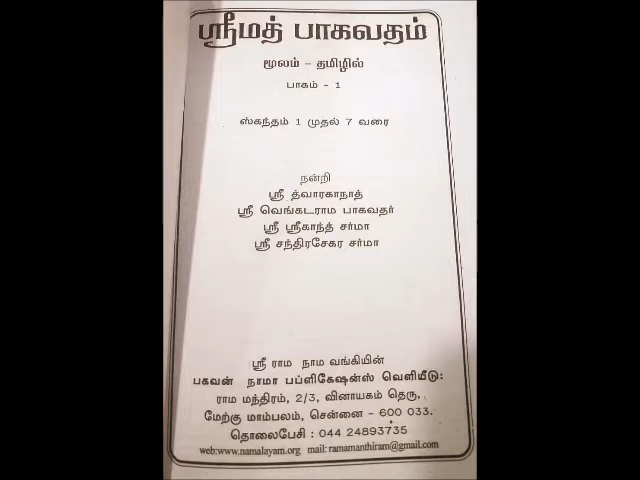 ஸ்ரீமத் பாகவதம்
மூலம் – தமிழில்
பாகம் - 1
ஸ்கந்தம் 1 முதல் 7 வரை
நன்றி
ஸ்ரீ த்வாரகாநாத்
ஸ்ரீ வெங்கடராம பாகவதர்
ஸ்ரீ ஸ்ரீகாந்த் சர்மா
ஸ்ரீ சந்திரசேகர சர்மா
ஸ்ரீ ராம நாம வங்கியின்
பகவன் நாமா பப்ளிகேஷன்ஸ் வெளியீடு:
ராம மந்திரம், 2/3, வினாயகம் தெரு,
மேற்கு மாம்பலம், சென்னை – 600 033.
தொலைபேசி : 044 24893735
web:www.namalayam.org mail: ramamanthiram@gmail.com